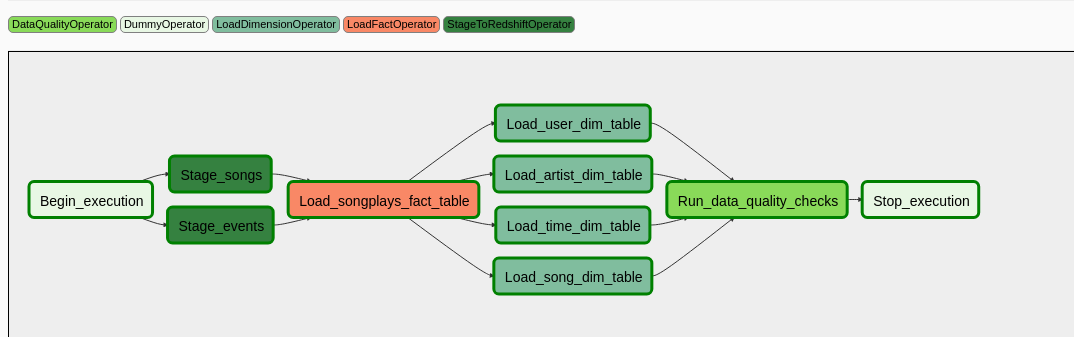 DataQualityOperator DummyOperator LoadDimensionOperator LoadFactOperator StageToRedshiftOperator
Load_user_dim_table
Stage_songs Load_artist_dim_table
Begin_execution Load_songplays_fact_table Run_data_quality_checks Stop_execution
Stage_events Load_time_dim_table
Load_song_dim_table